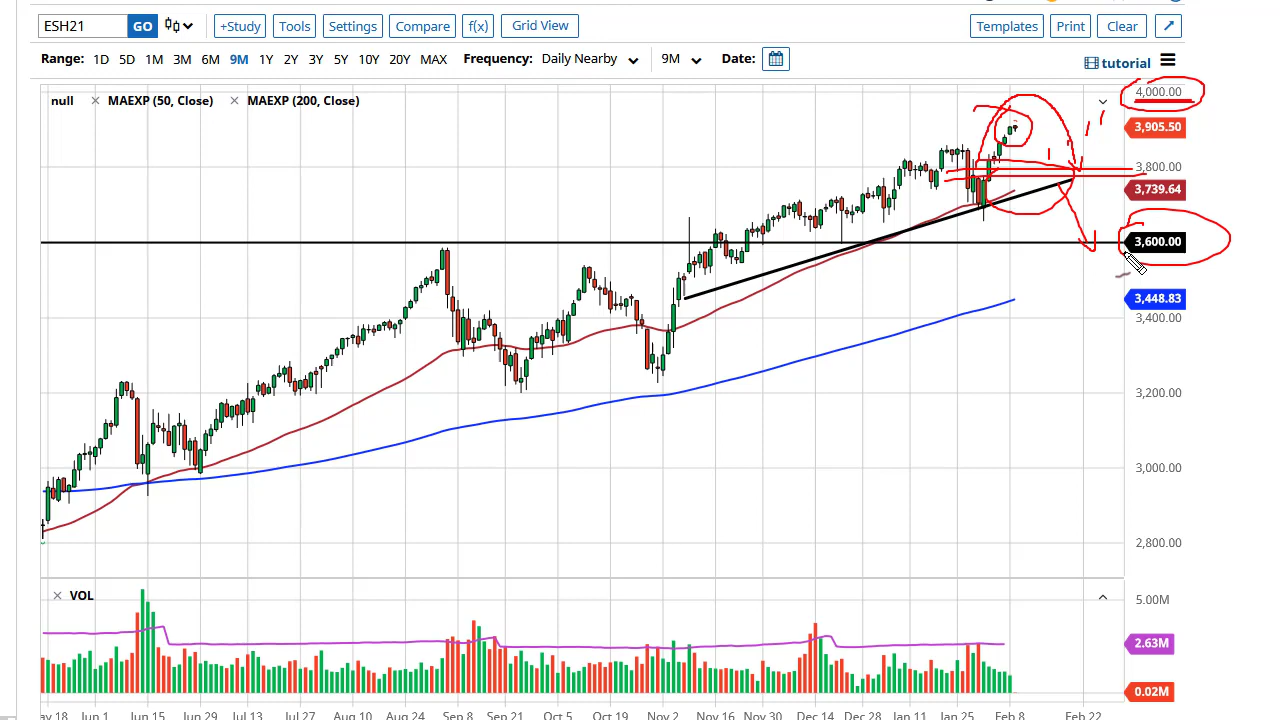 ESH21 GO +Study Tools Settings Compare f(x) Grid View Templates Print Clear
Range: 1D 5D 1M 3M 6M 9M 1Y 2Y 3Y 5Y 10Y 20Y MAX Frequency: Daily Nearby 9M Date:
tutorial
null × MAEXP (50, Close) × MAEXP (200, Close)
4,000.00
3,905.50
3,800.00
3,739.64
3,600.00
3,448.83
3,400.00
3,200.00
3,000.00
2,800.00
× VOL
5.00M
2.63M
0.02M
ay 18 Jun 1 Jun 15 Jun 29 Jul 13 Jul 27 Aug 10 Aug 24 Sep 8 Sep 21 Oct 5 Oct 19 Nov 2 Nov 16 Nov 30 Dec 14 Dec 28 Jan 11 Jan 25 Feb 8 Feb 22